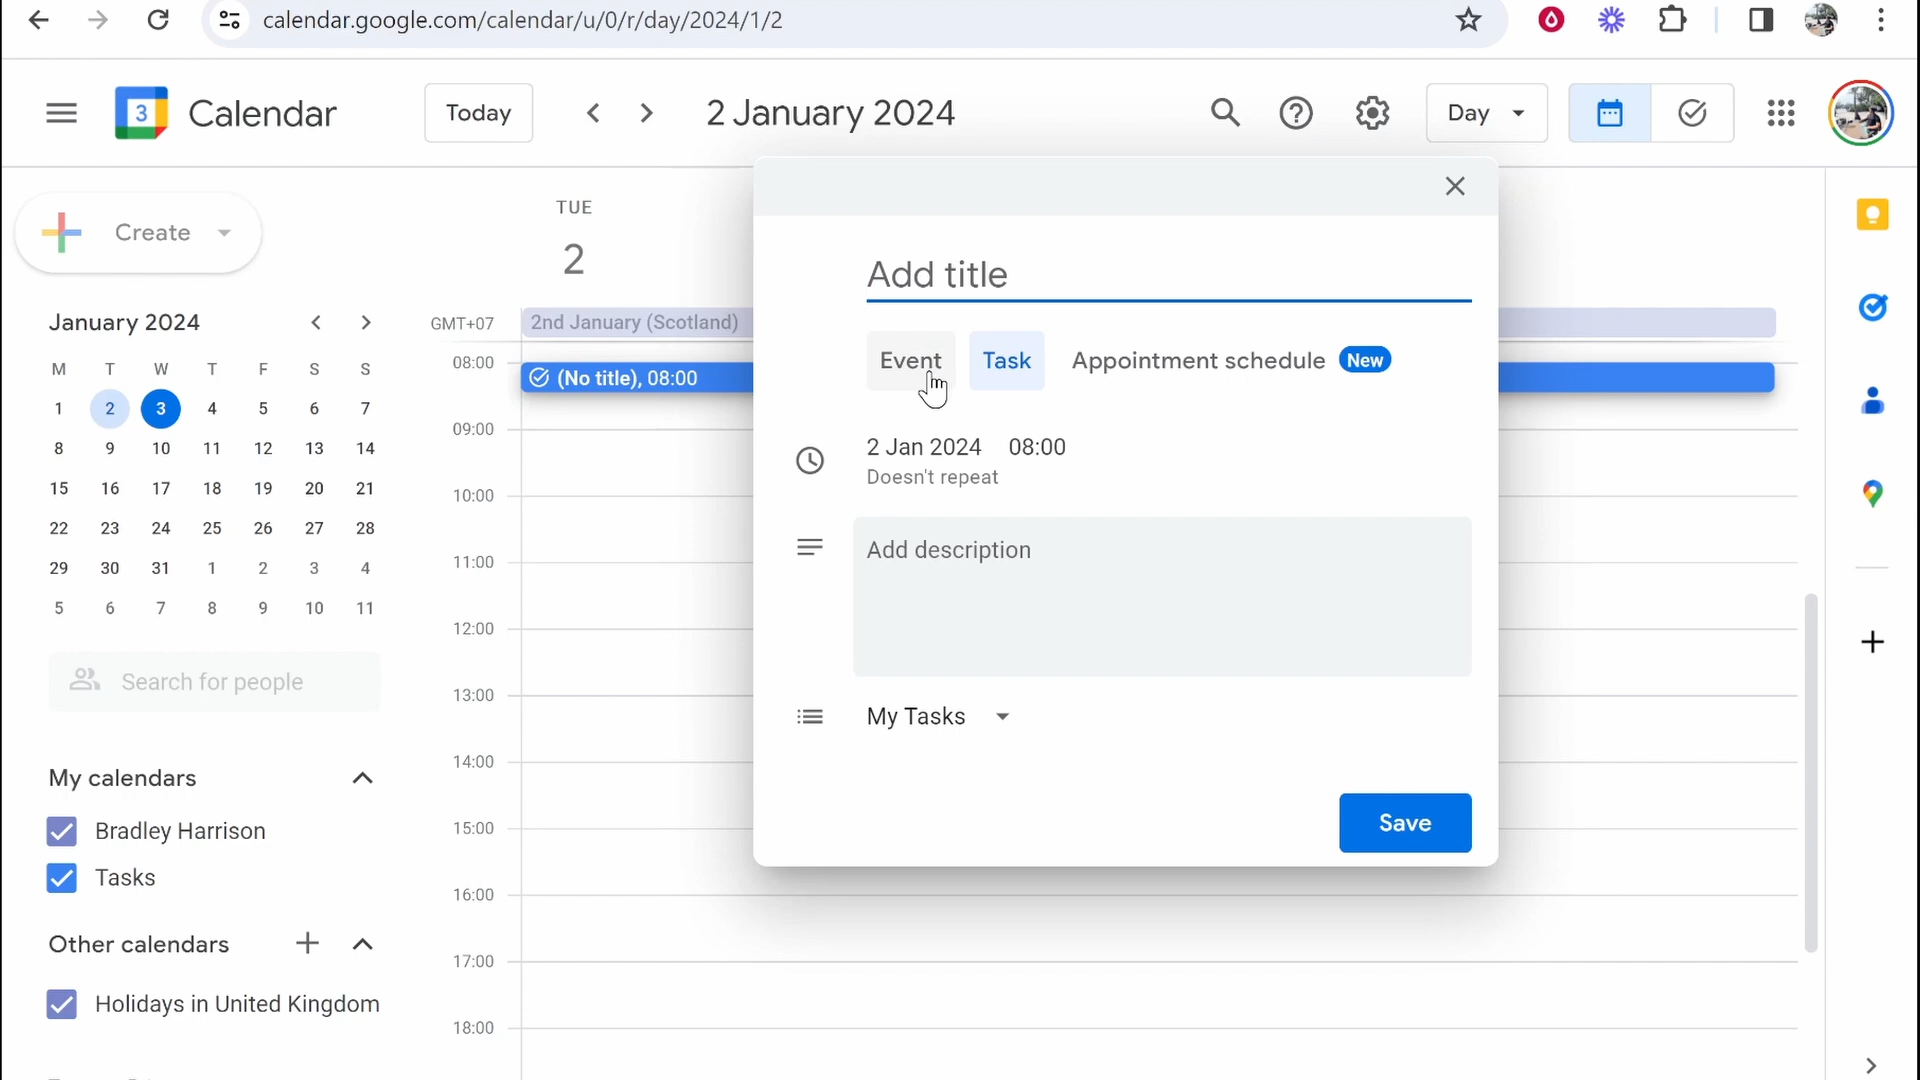 calendar.google.com/calendar/u/0/r/day/2024/1/2
3 Calendar Today 2 January 2024 Day
Create
TUE
2
January 2024
M T W T F S S
1 2 3 4 5 6 7
8 9 10 11 12 13 14
15 16 17 18 19 20 21
22 23 24 25 26 27 28
29 30 31 1 2 3 4
5 6 7 8 9 10 11
Search for people
My calendars
Bradley Harrison
Tasks
Other calendars
Holidays in United Kingdom
GMT+07 2nd January (Scotland)
08:00 (No title), 08:00
09:00
10:00
11:00
12:00
13:00
14:00
15:00
16:00
17:00
18:00
Add title
Event Task Appointment schedule New
2 Jan 2024 08:00
Doesn't repeat
Add description
My Tasks
Save